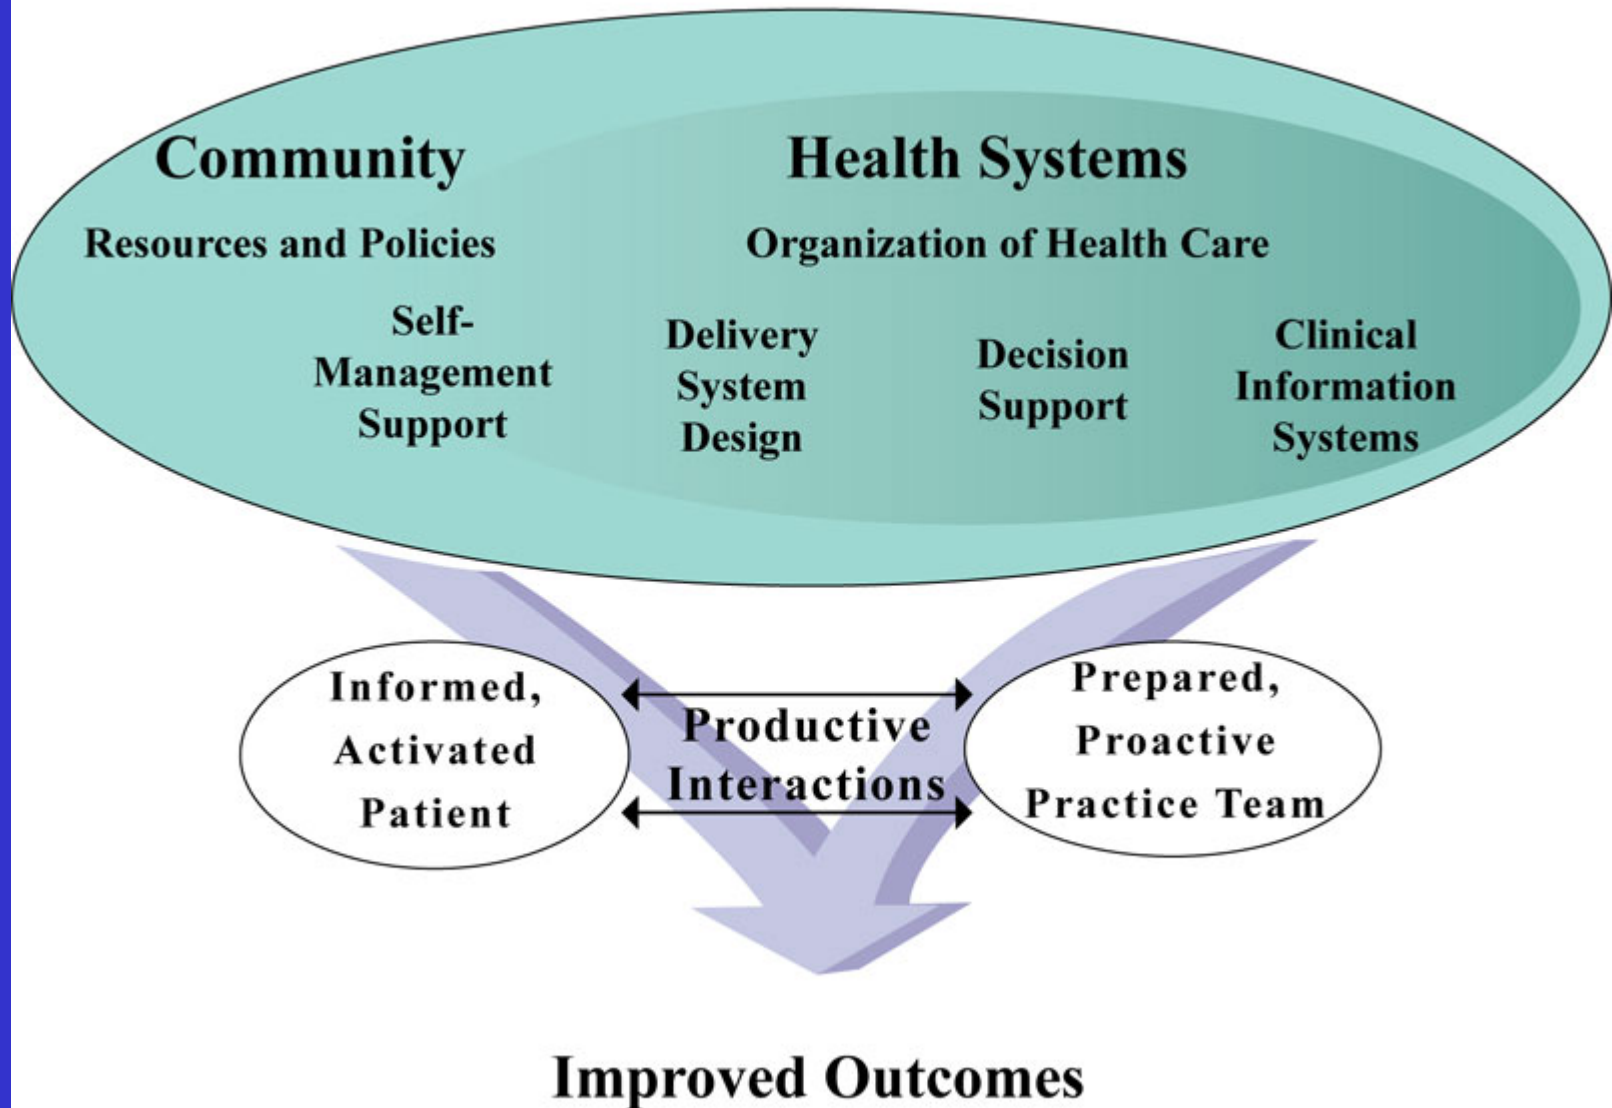 Community
Health Systems
Resources and Policies
Organization of Health Care
Self-
Management
Support
Delivery
System
Design
Decision
Support
Clinical
Information
Systems
Informed,
Activated
Patient
Productive
Interactions
Prepared,
Proactive
Practice Team
Improved Outcomes